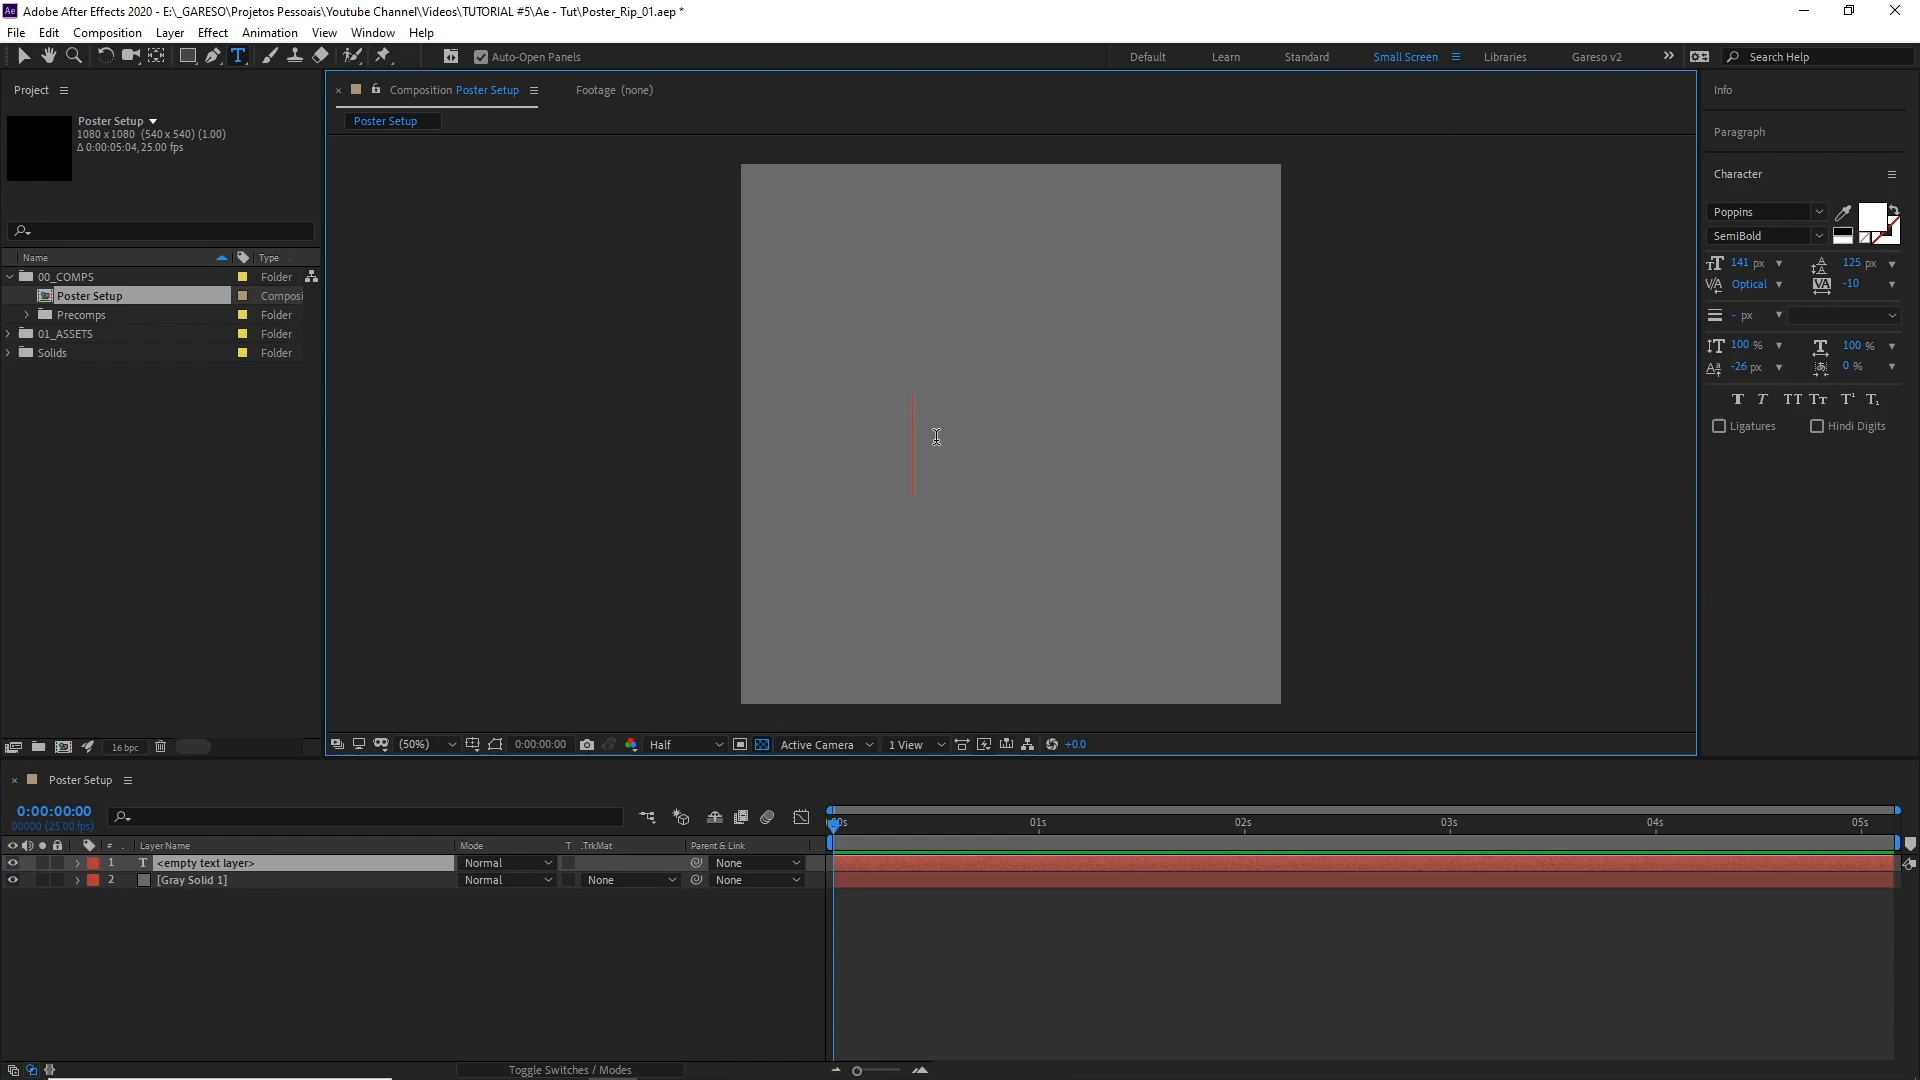 Adobe After Effects 2020 - E:\_GARESO\Projetos Pessoais\Youtube Channel\Videos\TUTORIAL #5\Ae - Tut\Poster_Rip_01.aep *
File Edit Composition Layer Effect Animation View Window Help
Auto-Open Panels Default Learn Standard Small Screen Libraries Gareso v2 Search Help
Project
Composition Poster Setup Footage (none)
Poster Setup
Poster Setup
1080 x 1080 (540 x 540) (1.00)
Δ 0:00:05:04, 25.00 fps
Name Type
00_COMPS Folder
Poster Setup Composi
Precomps Folder
01_ASSETS Folder
Solids Folder
16 bpc
(50%) 0:00:00:00 Half Active Camera 1 View +0.0
Info
Paragraph
Character
Poppins
SemiBold
141 px 125 px
Optical -10
- px
100 % 100 %
-26 px 0 %
T T TT Tr T¹ T₁
Ligatures Hindi Digits
Poster Setup
0:00:00:00
00000 (25.00 fps)
:00s 01s 02s 03s 04s 05s
# Layer Name Mode T .TrkMat Parent & Link
1 T <empty text layer> Normal None
2 [Gray Solid 1] Normal None None
Toggle Switches / Modes